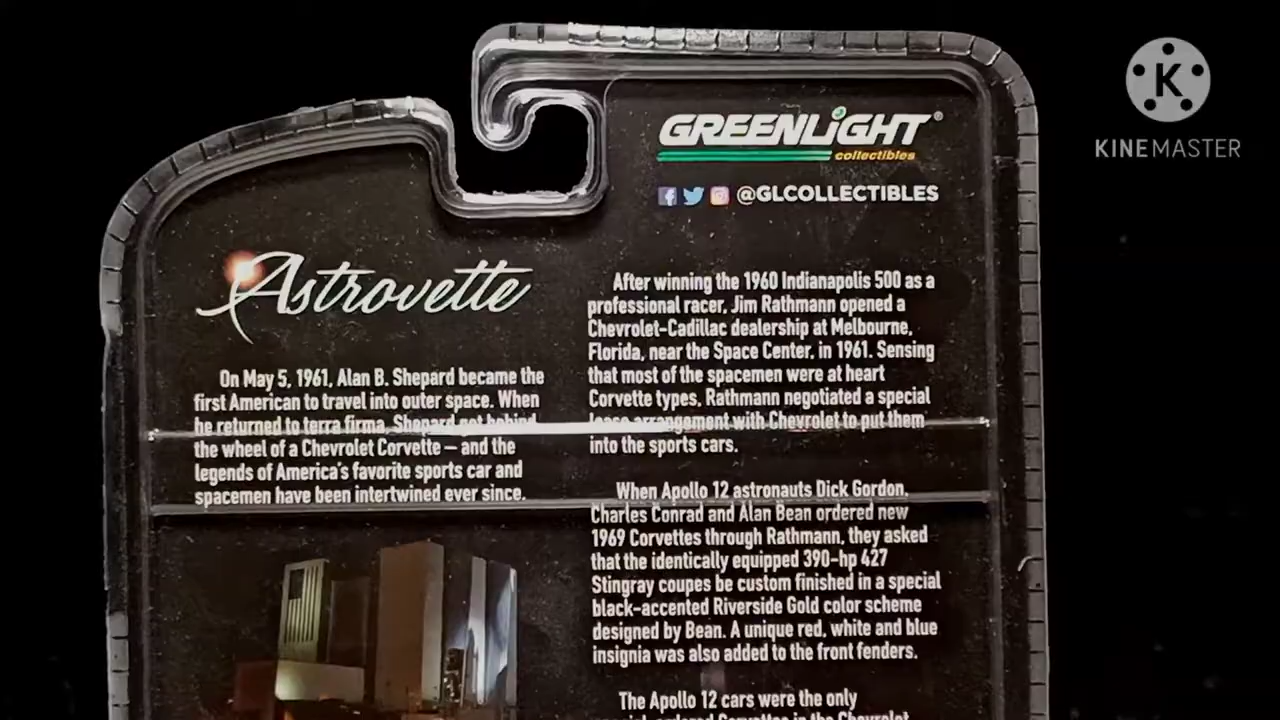 GREENLiGHT®
collectibles
@GLCOLLECTIBLES
K
KINEMASTER
Astrovette
On May 5, 1961, Alan B. Shepard became the
first American to travel into outer space. When
he returned to terra firma, Shepard got behind
the wheel of a Chevrolet Corvette – and the
legends of America's favorite sports car and
spacemen have been intertwined ever since.
After winning the 1960 Indianapolis 500 as a
professional racer, Jim Rathmann opened a
Chevrolet-Cadillac dealership at Melbourne,
Florida, near the Space Center, in 1961. Sensing
that most of the spacemen were at heart
Corvette types, Rathmann negotiated a special
lease arrangement with Chevrolet to put them
into the sports cars.
When Apollo 12 astronauts Dick Gordon,
Charles Conrad and Alan Bean ordered new
1969 Corvettes through Rathmann, they asked
that the identically equipped 390-hp 427
Stingray coupes be custom finished in a special
black-accented Riverside Gold color scheme
designed by Bean. A unique red, white and blue
insignia was also added to the front fenders.
The Apollo 12 cars were the only
Corvettes in the Chevrolet